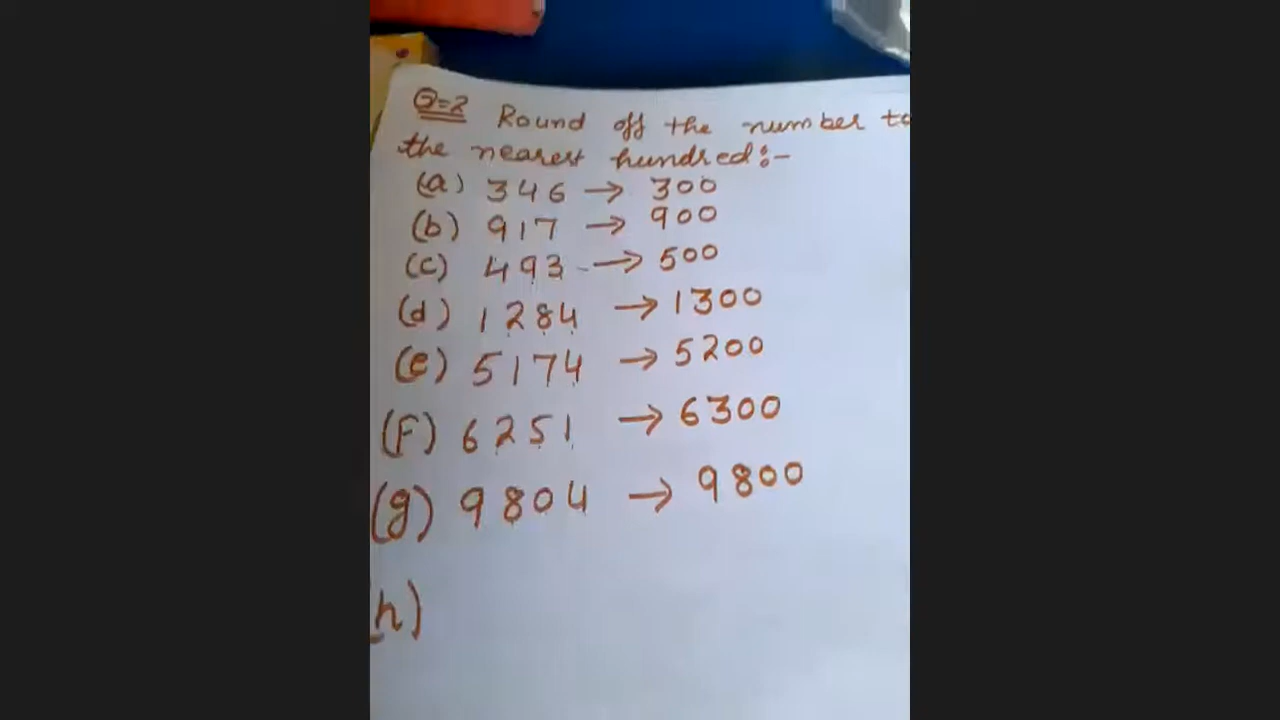 Q=2 Round off the number to
the nearest hundred:-
(a) 346 → 300
(b) 917 → 900
(c) 493 → 500
(d) 1284 → 1300
(e) 5174 → 5200
(F) 6251 → 6300
(g) 9804 → 9800
(h)